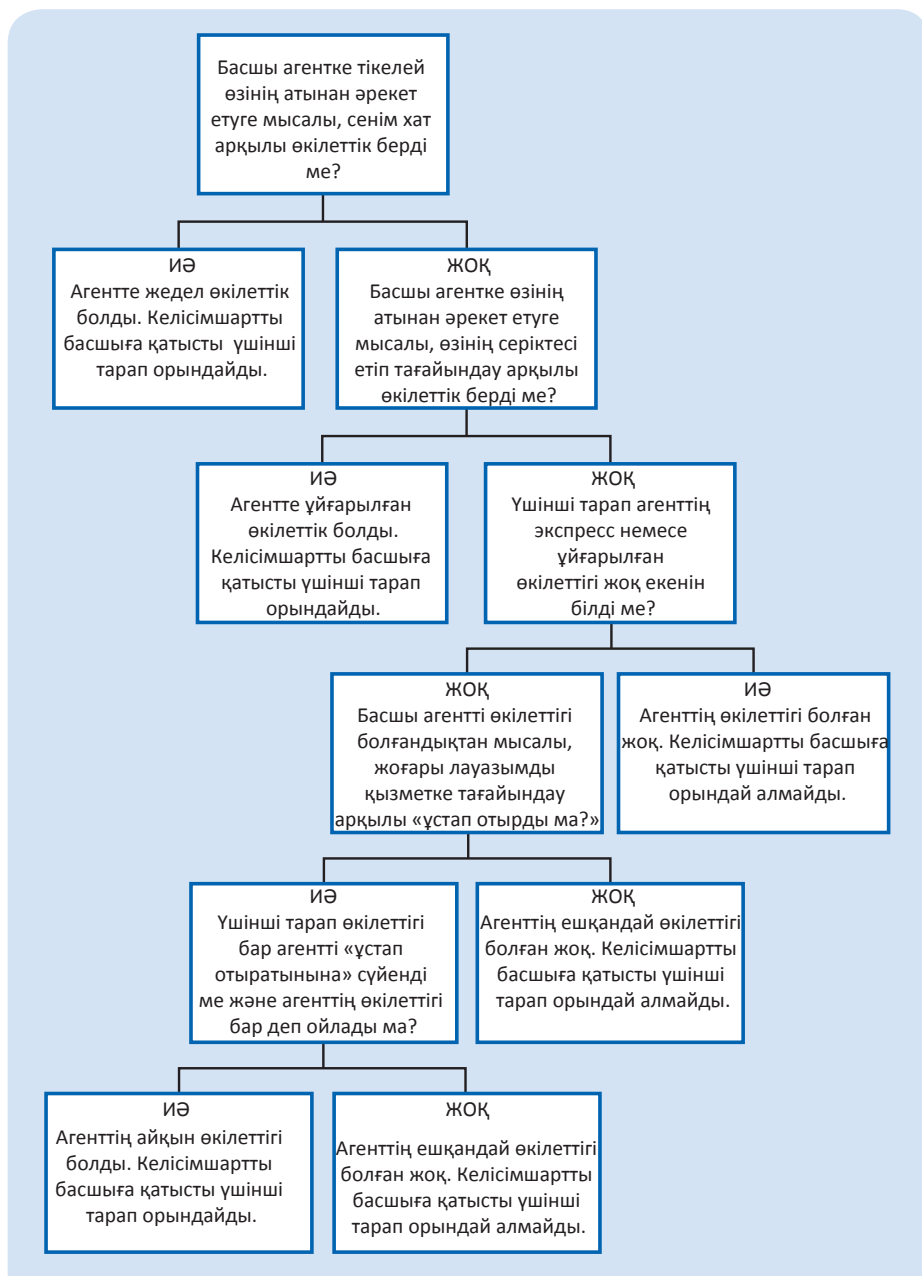 Басшы агентке тікелей
өзінің атынан әрекет
етуге мысалы, сенім хат
арқылы өкілеттік берді
ме?
ИӘ
Агентте жедел өкілеттік
болды. Келісімшартты
басшыға қатысты үшінші
тарап орындайды.
ЖОҚ
Басшы агентке өзінің
атынан әрекет етуге
мысалы, өзінің серіктесі
етіп тағайындау арқылы
өкілеттік берді ме?
ИӘ
Агентте ұйғарылған
өкілеттік болды.
Келісімшартты басшыға
қатысты үшінші тарап
орындайды.
ЖОҚ
Үшінші тарап агенттің
экспресс немесе
ұйғарылған
өкілеттігі жоқ екенін
білді ме?
ЖОҚ
Басшы агентті өкілеттігі
болғандықтан мысалы,
жоғары лауазымды
қызметке тағайындау
арқылы «ұстап отырды ма?»
ИӘ
Агенттің өкілеттігі болған
жоқ. Келісімшартты басшыға
қатысты үшінші тарап
орындай алмайды.
ИӘ
Үшінші тарап өкілеттігі
бар агентті «ұстап
отыратынына» сүйенді
ме және агенттің өкілеттігі
бар деп ойлады ма?
ЖОҚ
Агенттің ешқандай өкілеттігі
болған жоқ. Келісімшартты
басшыға қатысты үшінші
тарап орындай алмайды.
ИӘ
Агенттің айқын өкілеттігі
болды. Келісімшартты
басшыға қатысты үшінші
тарап орындайды.
ЖОҚ
Агенттің ешқандай өкілеттігі
болған жоқ. Келісімшартты
басшыға қатысты үшінші
тарап орындай алмайды.